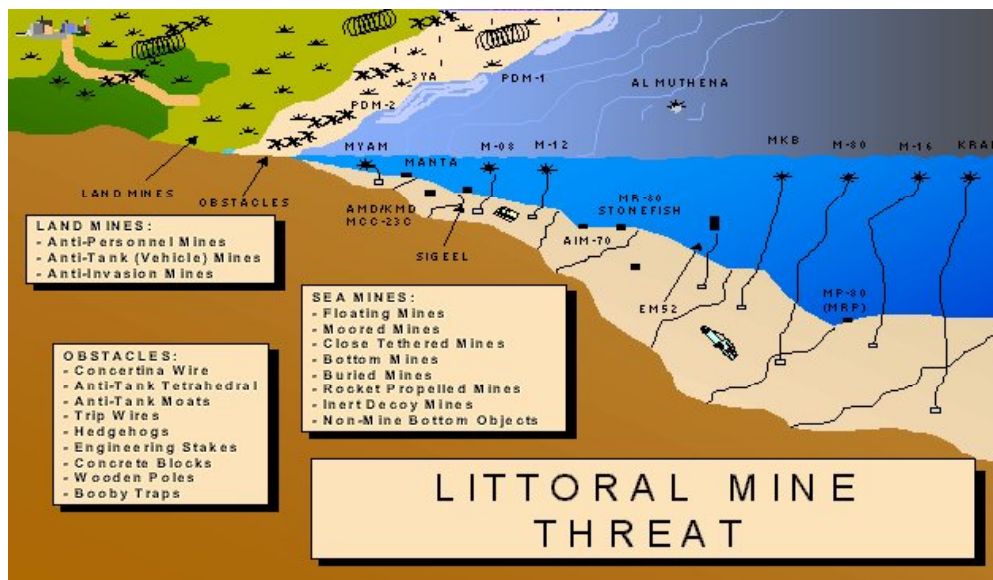 3YA
PDM-1
PDM-2
AL MUTHENA
MYAM
MANTA
M-08
M-12
MKB
M-80
M-16
LAND MINES
OBSTACLES
AMD/KMD
MCC-23C
SIGEEL
MR-80
STONEFISH
AIM-70
EM52
MP-80
(MRP)
LAND MINES:
- Anti-Personnel Mines
- Anti-Tank (Vehicle) Mines
- Anti-Invasion Mines
SEA MINES:
- Floating Mines
- Moored Mines
- Close Tethered Mines
- Bottom Mines
- Buried Mines
- Rocket Propelled Mines
- Inert Decoy Mines
- Non-Mine Bottom Objects
OBSTACLES:
- Concertina Wire
- Anti-Tank Tetrahedral
- Anti-Tank Moats
- Trip Wires
- Hedgehogs
- Engineering Stakes
- Concrete Blocks
- Wooden Poles
- Booby Traps
LITTORAL MINE
THREAT